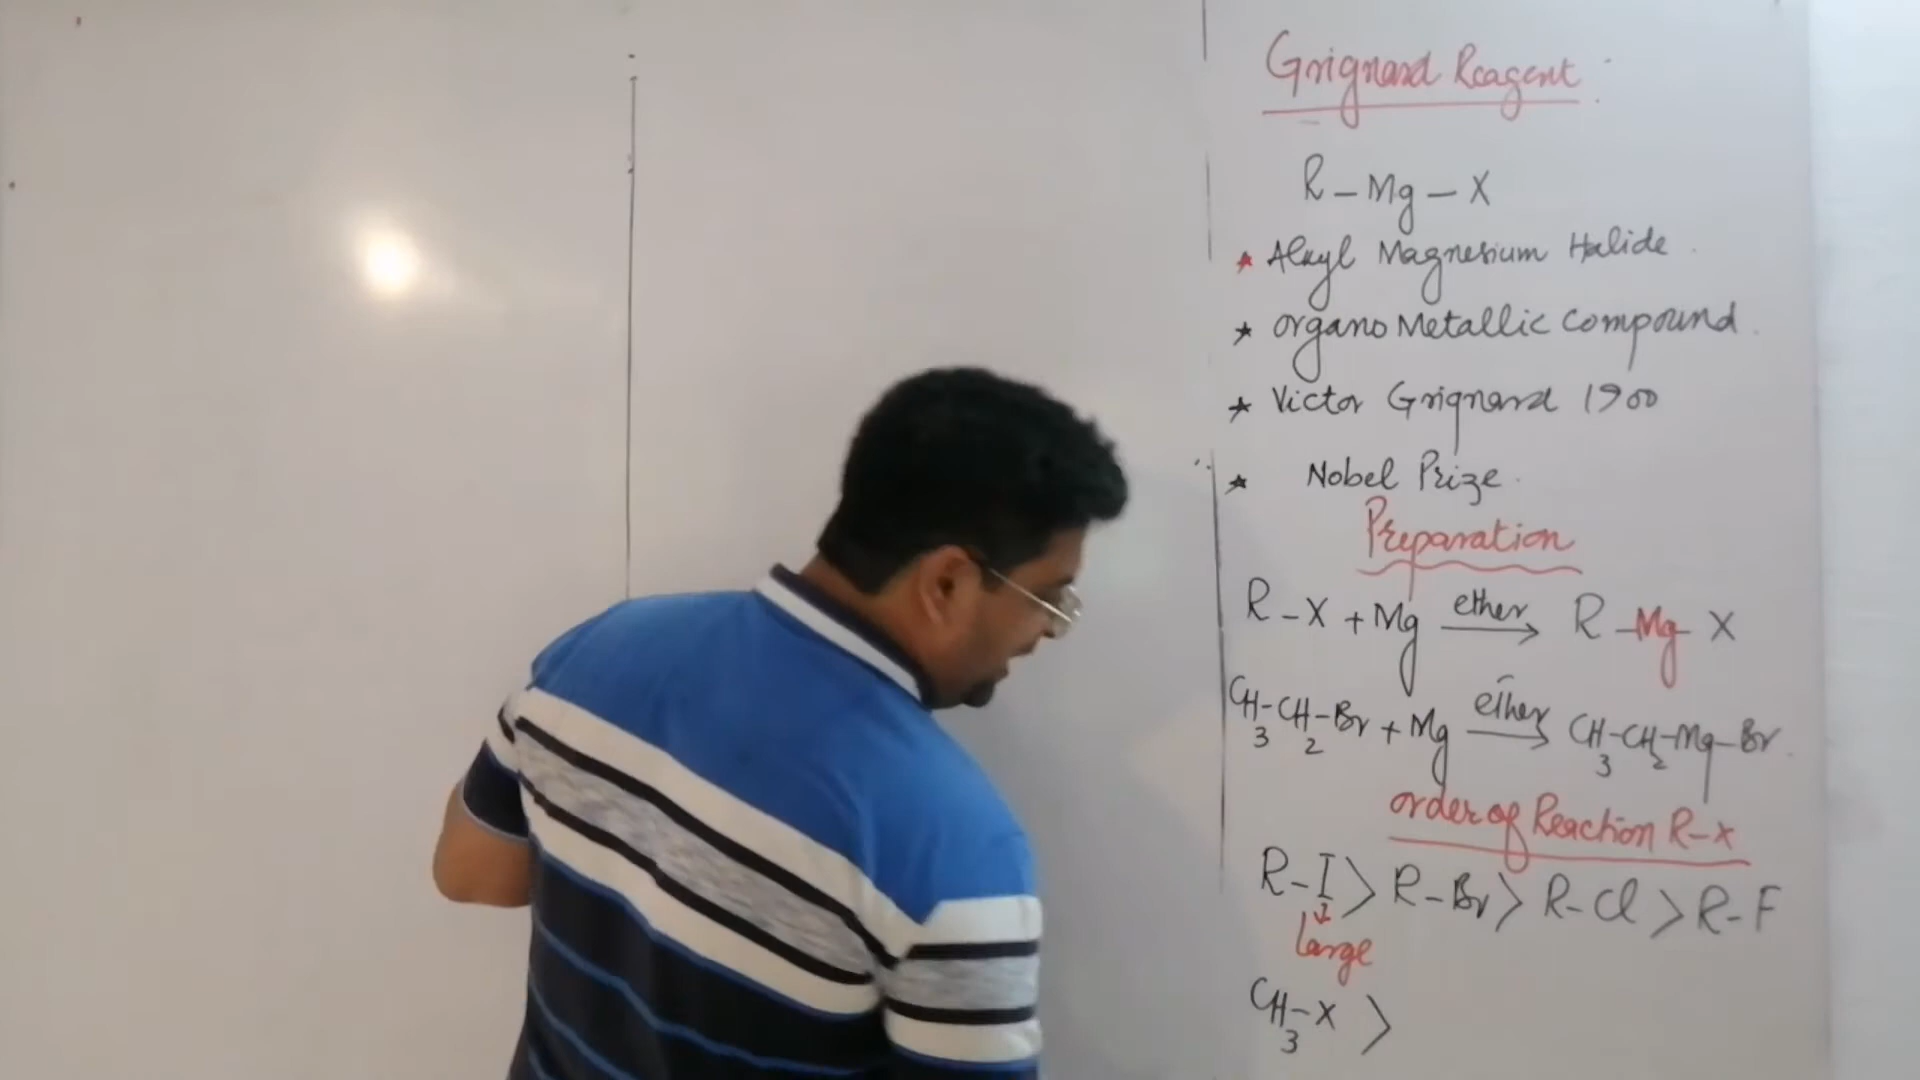 Grignard Reagent :
R - Mg - X
* Alkyl Magnesium Halide .
* organo Metallic compound .
* Victor Grignard 1900
* Nobel Prize .
Preparation
R - X + Mg ether → R - Mg - X
CH3 - CH2 - Br + Mg ether → CH3 - CH2 - Mg - Br .
order of Reaction R - X
R - I > R - Br > R - Cl > R - F
Large
CH3 - X >